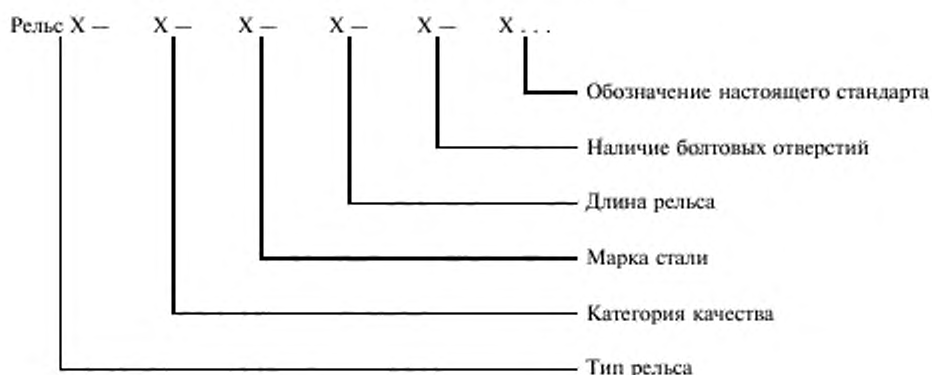 Рельс X — X — X — X — X — X . . .
Обозначение настоящего стандарта
Наличие болтовых отверстий
Длина рельса
Марка стали
Категория качества
Тип рельса